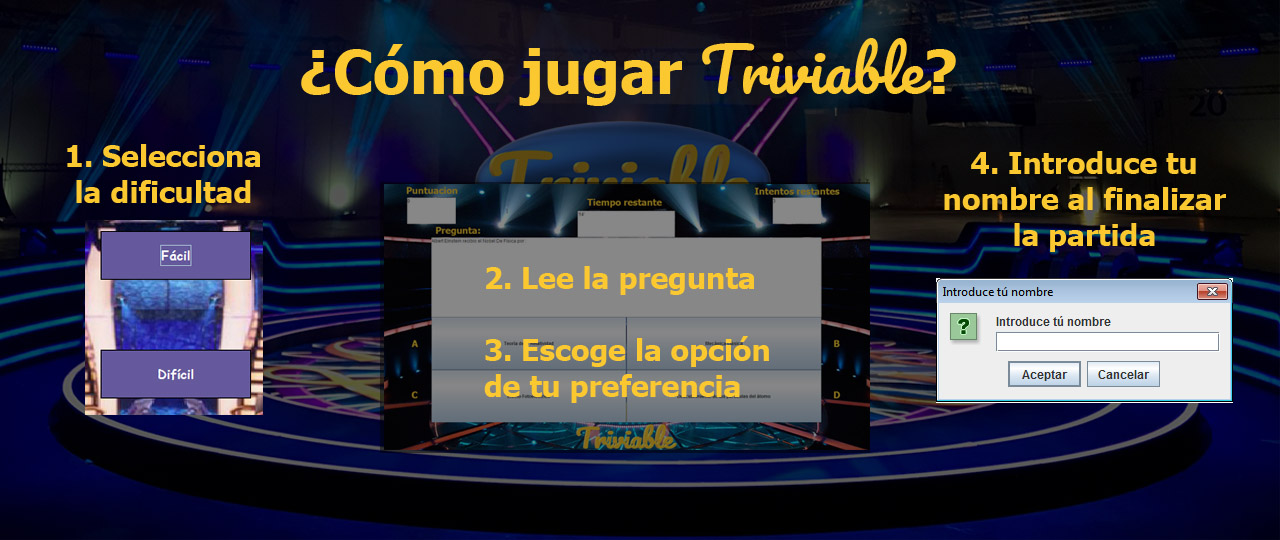 ¿Cómo jugar Triviable?
1. Selecciona
la dificultad
Fácil
Difícil
Triviable
Puntuacion
Tiempo restante
Intentos restantes
Pregunta:
2. Lee la pregunta
A
B
3. Escoge la opción
de tu preferencia
C
D
Triviable
4. Introduce tu
nombre al finalizar
la partida
Introduce tú nombre
?
Introduce tú nombre
Aceptar
Cancelar
20